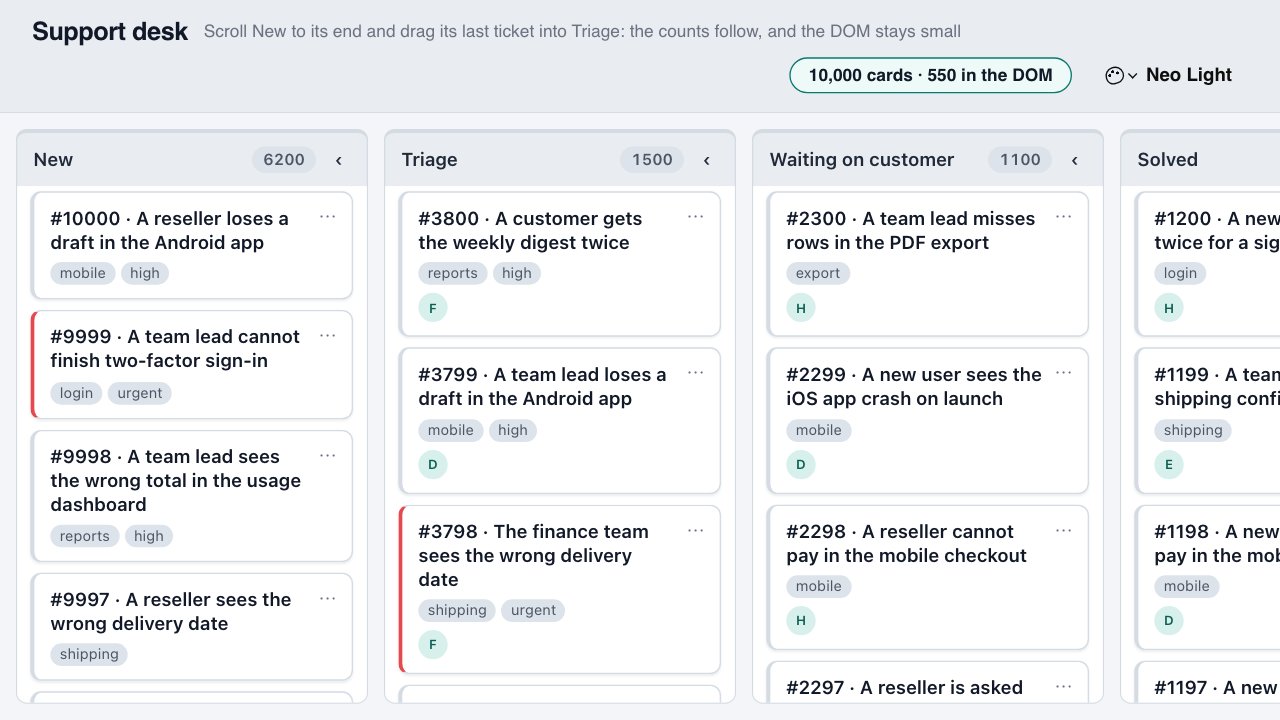 Support desk
Scroll New to its end and drag its last ticket into Triage: the counts follow, and the DOM stays small
10,000 cards · 550 in the DOM
Neo Light
New
6200
#10000 · A reseller loses a
draft in the Android app
mobile
high
#9999 · A team lead cannot
finish two-factor sign-in
login
urgent
#9998 · A team lead sees
the wrong total in the usage
dashboard
reports
high
#9997 · A reseller sees the
wrong delivery date
shipping
Triage
1500
#3800 · A customer gets
the weekly digest twice
reports
high
F
#3799 · A team lead loses a
draft in the Android app
mobile
high
D
#3798 · The finance team
sees the wrong delivery
date
shipping
urgent
F
Waiting on customer
1100
#2300 · A team lead misses
rows in the PDF export
export
H
#2299 · A new user sees the
iOS app crash on launch
mobile
D
#2298 · A reseller cannot
pay in the mobile checkout
mobile
H
#2297 · A reseller is asked
Solved
#1200 · A new
twice for a sig
login
H
#1199 · A team
shipping confi
shipping
E
#1198 · A new
pay in the mob
mobile
D
#1197 · A new